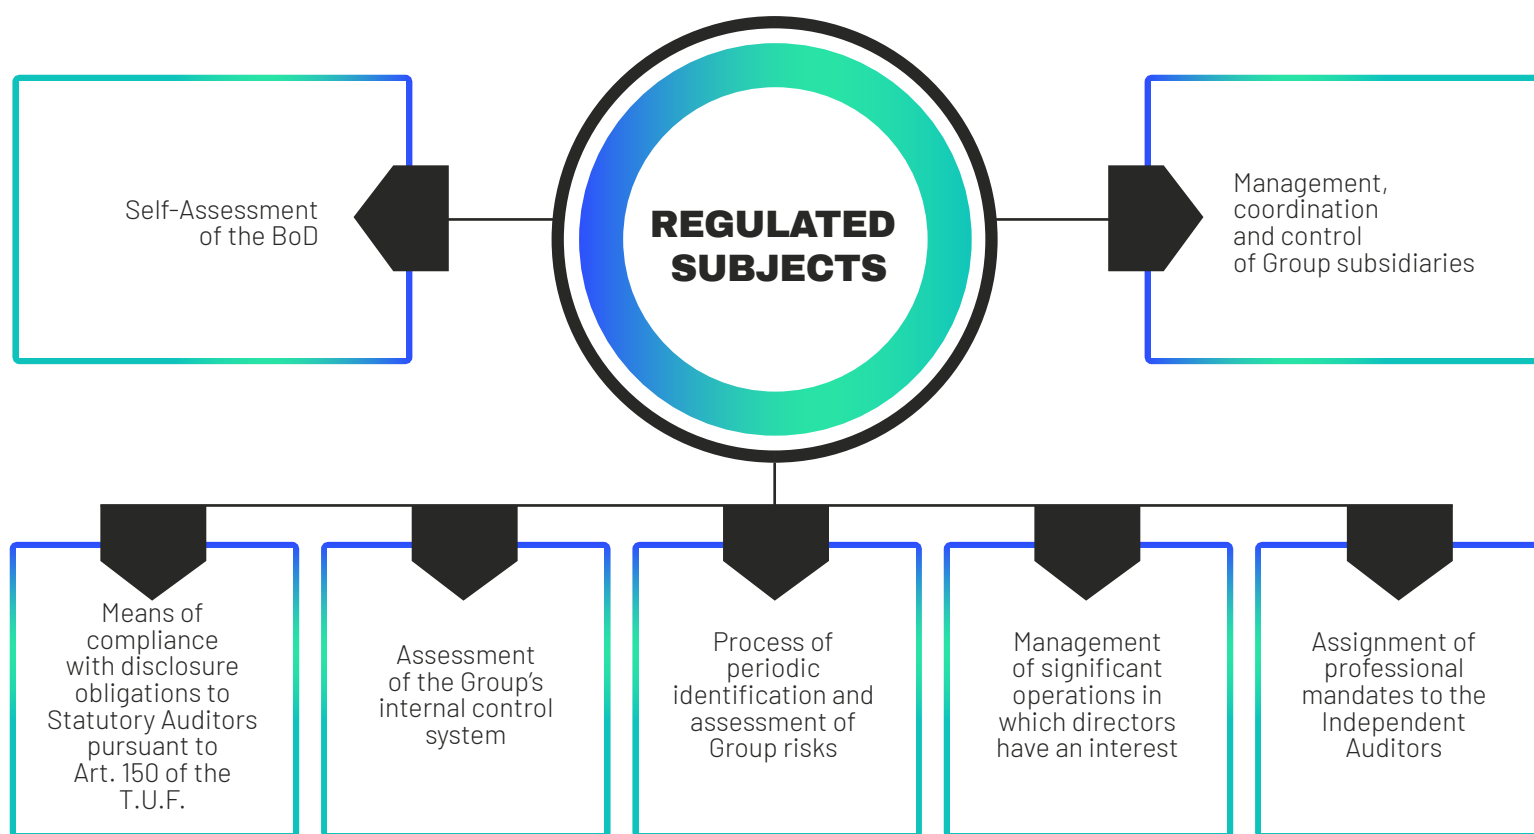 REGULATED
SUBJECTS
Self-Assessment
of the BoD
Management,
coordination
and control
of Group subsidiaries
Means of
compliance
with disclosure
obligations to
Statutory Auditors
pursuant to
Art. 150 of the
T.U.F.
Assessment
of the Group's
internal control
system
Process of
periodic
identification and
assessment of
Group risks
Management
of significant
operations in
which directors
have an interest
Assignment of
professional
mandates to the
Independent
Auditors